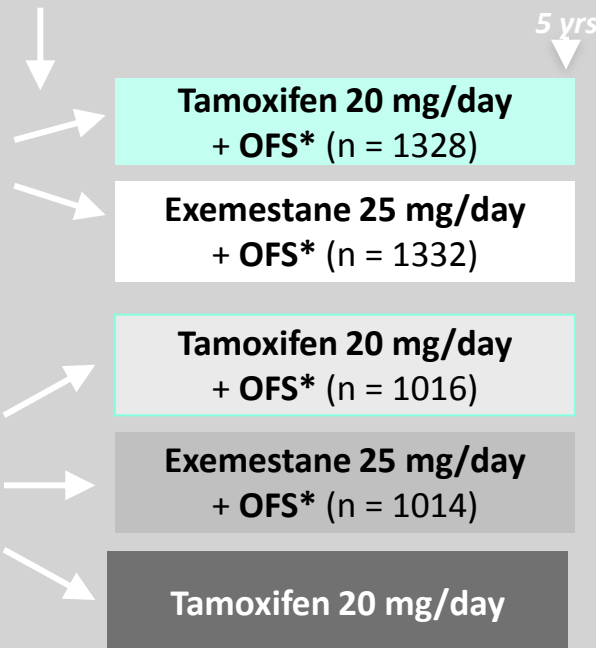 5 yrs
Tamoxifen 20 mg/day
+ OFS* (n = 1328)
Exemestane 25 mg/day
+ OFS* (n = 1332)
Tamoxifen 20 mg/day
+ OFS* (n = 1016)
Exemestane 25 mg/day
+ OFS* (n = 1014)
Tamoxifen 20 mg/day